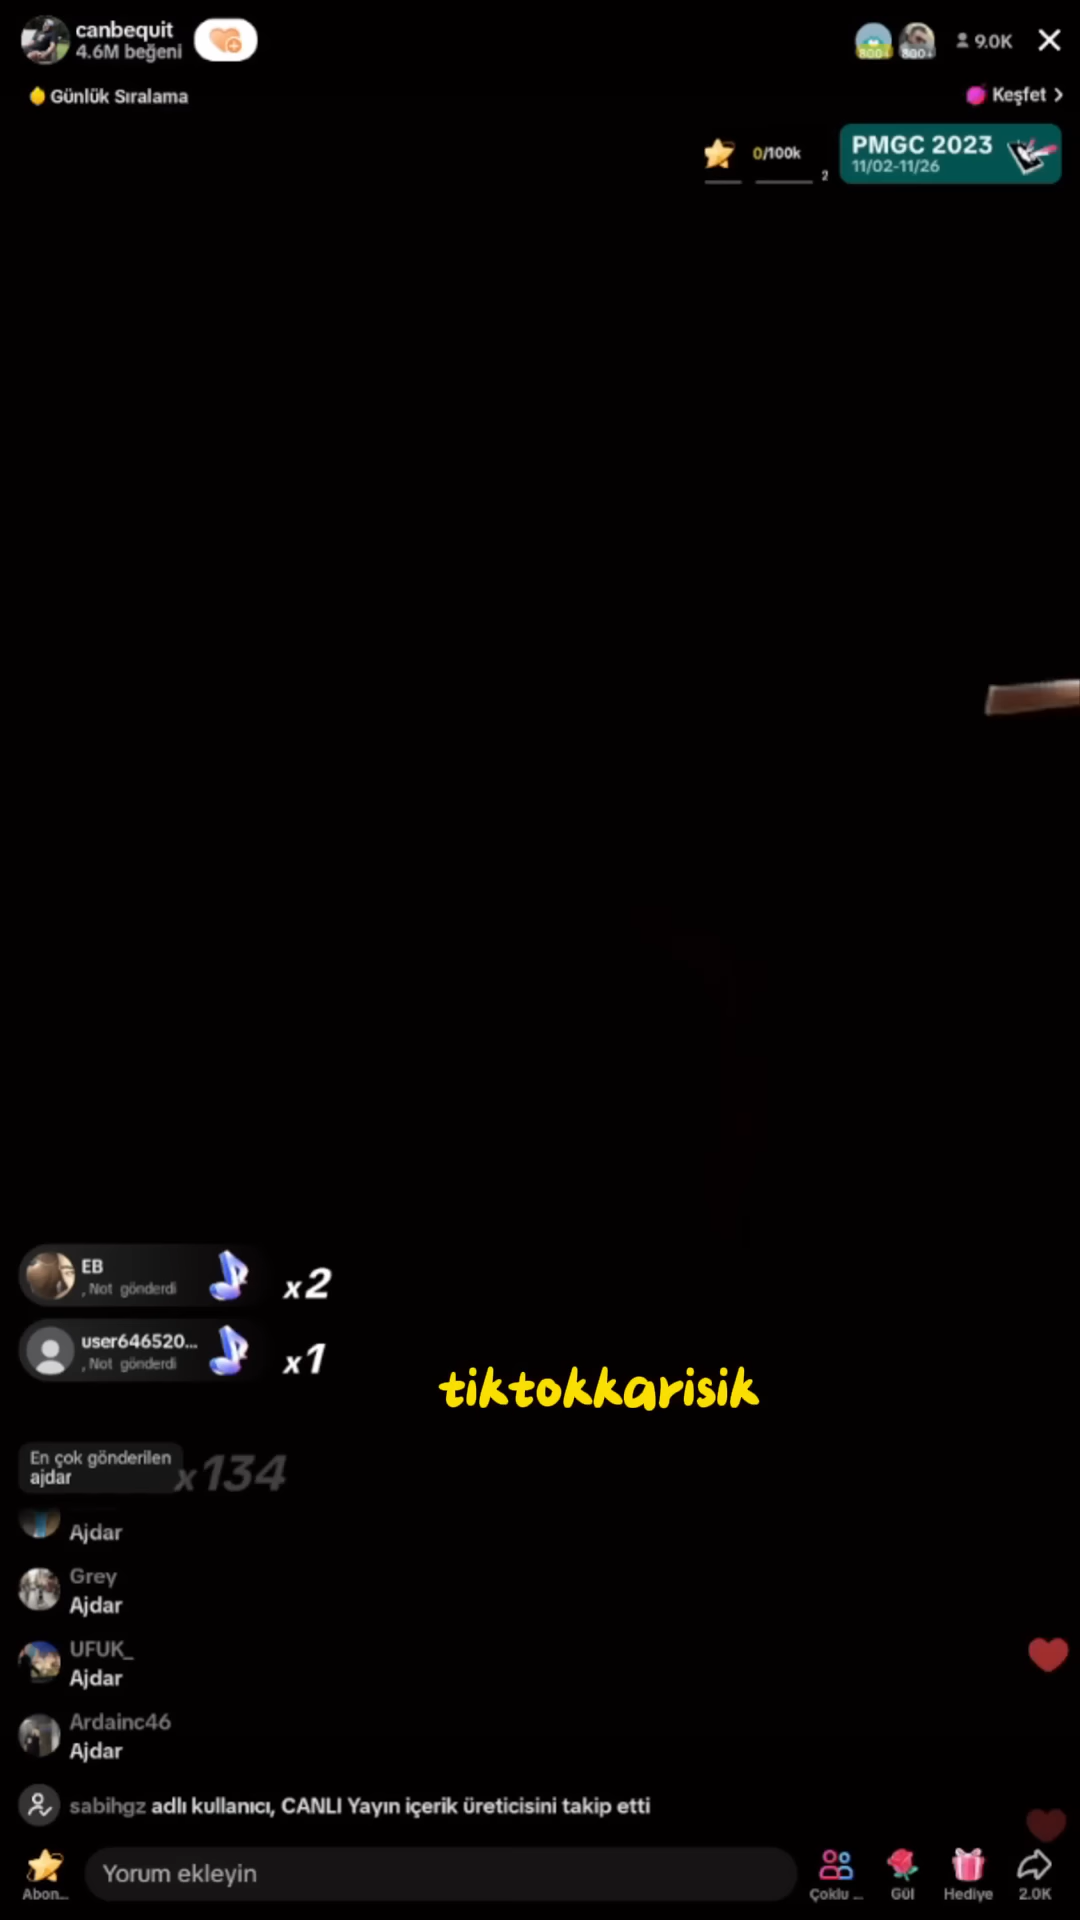 canbequit
4.6M beğeni
9.0K
Günlük Sıralama
Keşfet
0/100k
2
PMGC 2023
11/02-11/26
EB
, Not gönderdi
x2
user646520...
, Not gönderdi
x1
tiktokkarisik
En çok gönderilen
ajdar
x134
Ajdar
Grey
Ajdar
UFUK_
Ajdar
Ardainc46
Ajdar
sabihgz adlı kullanıcı, CANLI Yayın içerik üreticisini takip etti
Yorum ekleyin
Abon...
Çoklu ...
Gül
Hediye
2.0K